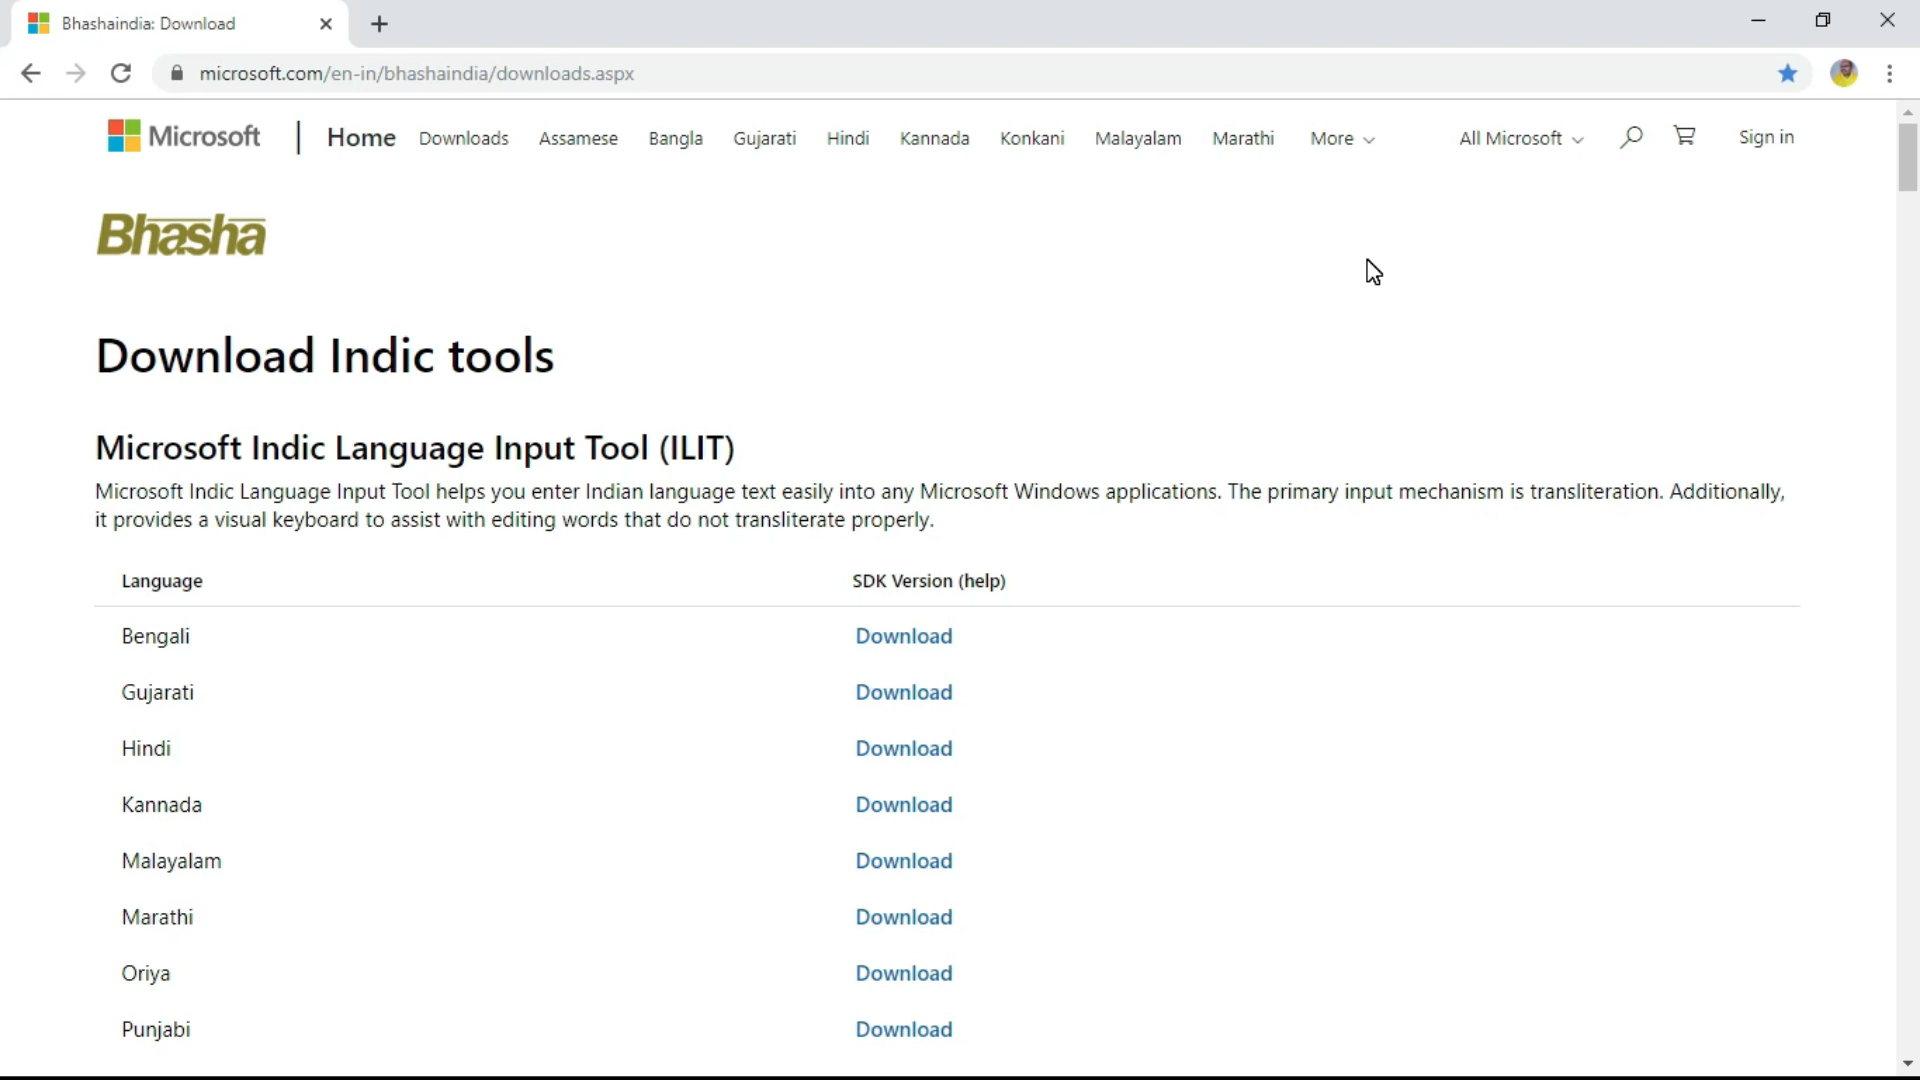 Bhashaindia: Download
microsoft.com/en-in/bhashaindia/downloads.aspx
Microsoft Home Downloads Assamese Bangla Gujarati Hindi Kannada Konkani Malayalam Marathi More All Microsoft Sign in
Bhasha
Download Indic tools
Microsoft Indic Language Input Tool (ILIT)
Microsoft Indic Language Input Tool helps you enter Indian language text easily into any Microsoft Windows applications. The primary input mechanism is transliteration. Additionally,
it provides a visual keyboard to assist with editing words that do not transliterate properly.
Language SDK Version (help)
Bengali Download
Gujarati Download
Hindi Download
Kannada Download
Malayalam Download
Marathi Download
Oriya Download
Punjabi Download